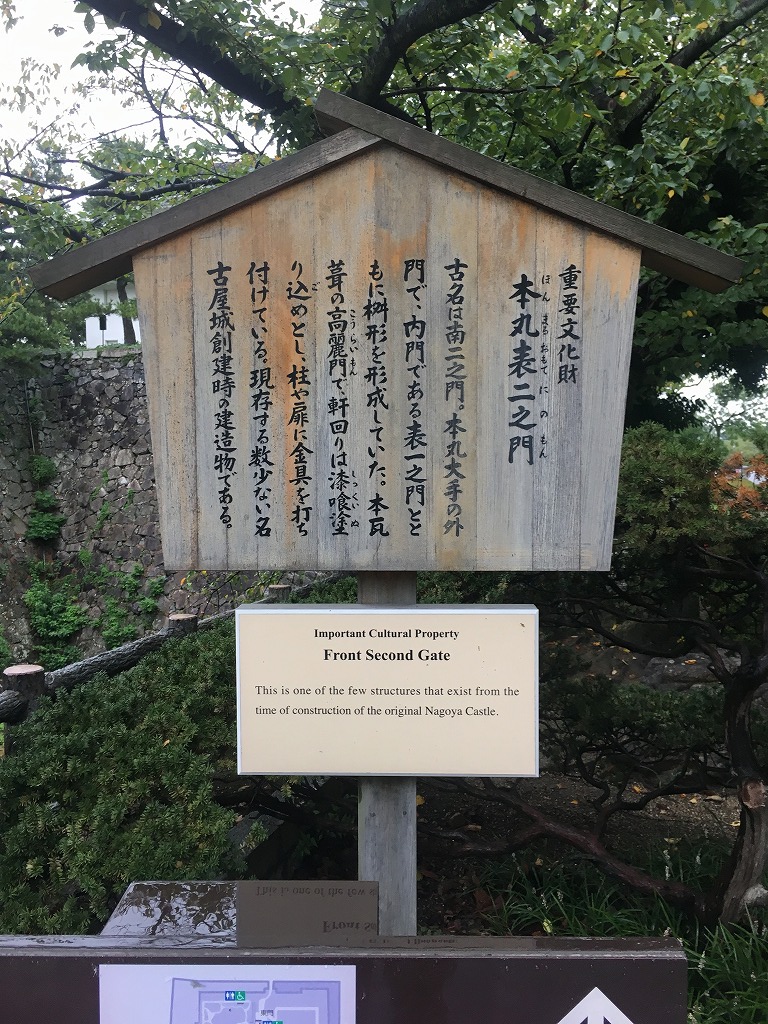 重要文化財
本丸表二之門
ほんまるおもてにのもん
古名は南二之門。本丸大手の外
門で、内門である表一之門とと
もに桝形を形成していた。本瓦
葺の高麗門で、軒回りは漆喰塗
こうらいもん
しっくいぬ
り込めとし、柱や扉に金具を打ち
ご
付けている。現存する数少ない名
古屋城創建時の建造物である。
Important Cultural Property
Front Second Gate
This is one of the few structures that exist from the
time of construction of the original Nagoya Castle.